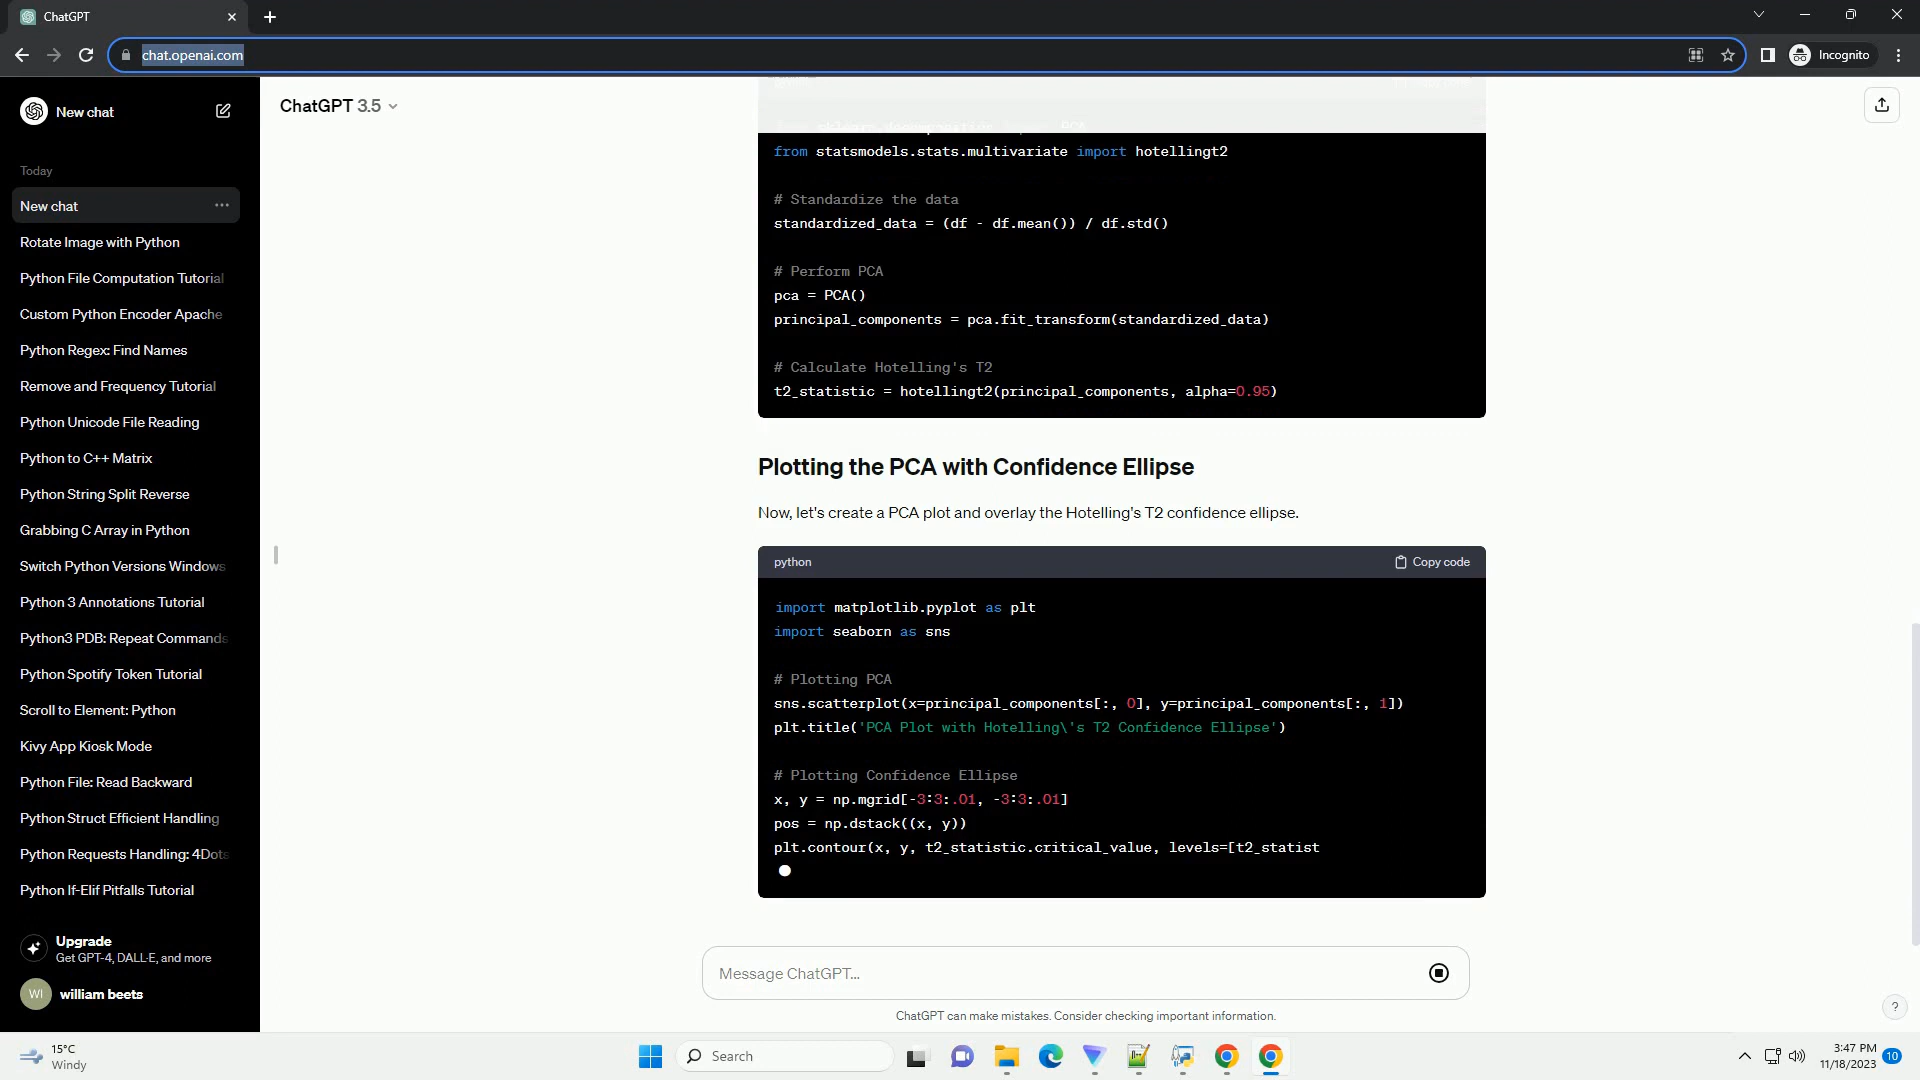 ChatGPT
chat.openai.com
Incognito
New chat
Today
New chat
Rotate Image with Python
Python File Computation Tutorial
Custom Python Encoder Apache
Python Regex: Find Names
Remove and Frequency Tutorial
Python Unicode File Reading
Python to C++ Matrix
Python String Split Reverse
Grabbing C Array in Python
Switch Python Versions Windows
Python 3 Annotations Tutorial
Python3 PDB: Repeat Commands
Python Spotify Token Tutorial
Scroll to Element: Python
Kivy App Kiosk Mode
Python File: Read Backward
Python Struct Efficient Handling
Python Requests Handling: 4Dots
Python If-Elif Pitfalls Tutorial
Upgrade
Get GPT-4, DALL·E, and more
WI
william beets
ChatGPT 3.5
from statsmodels.stats.multivariate import hotellingt2
# Standardize the data
standardized_data = (df - df.mean()) / df.std()
# Perform PCA
pca = PCA()
principal_components = pca.fit_transform(standardized_data)
# Calculate Hotelling's T2
t2_statistic = hotellingt2(principal_components, alpha=0.95)
Plotting the PCA with Confidence Ellipse
Now, let's create a PCA plot and overlay the Hotelling's T2 confidence ellipse.
python
Copy code
import matplotlib.pyplot as plt
import seaborn as sns
# Plotting PCA
sns.scatterplot(x=principal_components[:, 0], y=principal_components[:, 1])
plt.title('PCA Plot with Hotelling\'s T2 Confidence Ellipse')
# Plotting Confidence Ellipse
x, y = np.mgrid[-3:3:.01, -3:3:.01]
pos = np.dstack((x, y))
plt.contour(x, y, t2_statistic.critical_value, levels=[t2_statist
Message ChatGPT...
ChatGPT can make mistakes. Consider checking important information.
?
15°C
Windy
Search
3:47 PM
11/18/2023
10